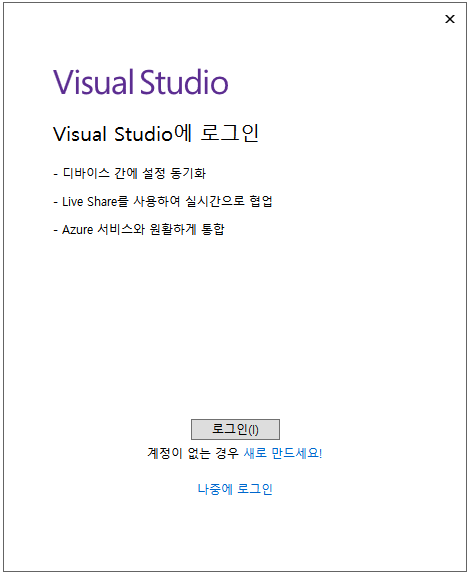 Visual Studio
Visual Studio에 로그인
- 디바이스 간에 설정 동기화
- Live Share를 사용하여 실시간으로 협업
- Azure 서비스와 원활하게 통합
로그인(I)
계정이 없는 경우 새로 만드세요!
나중에 로그인